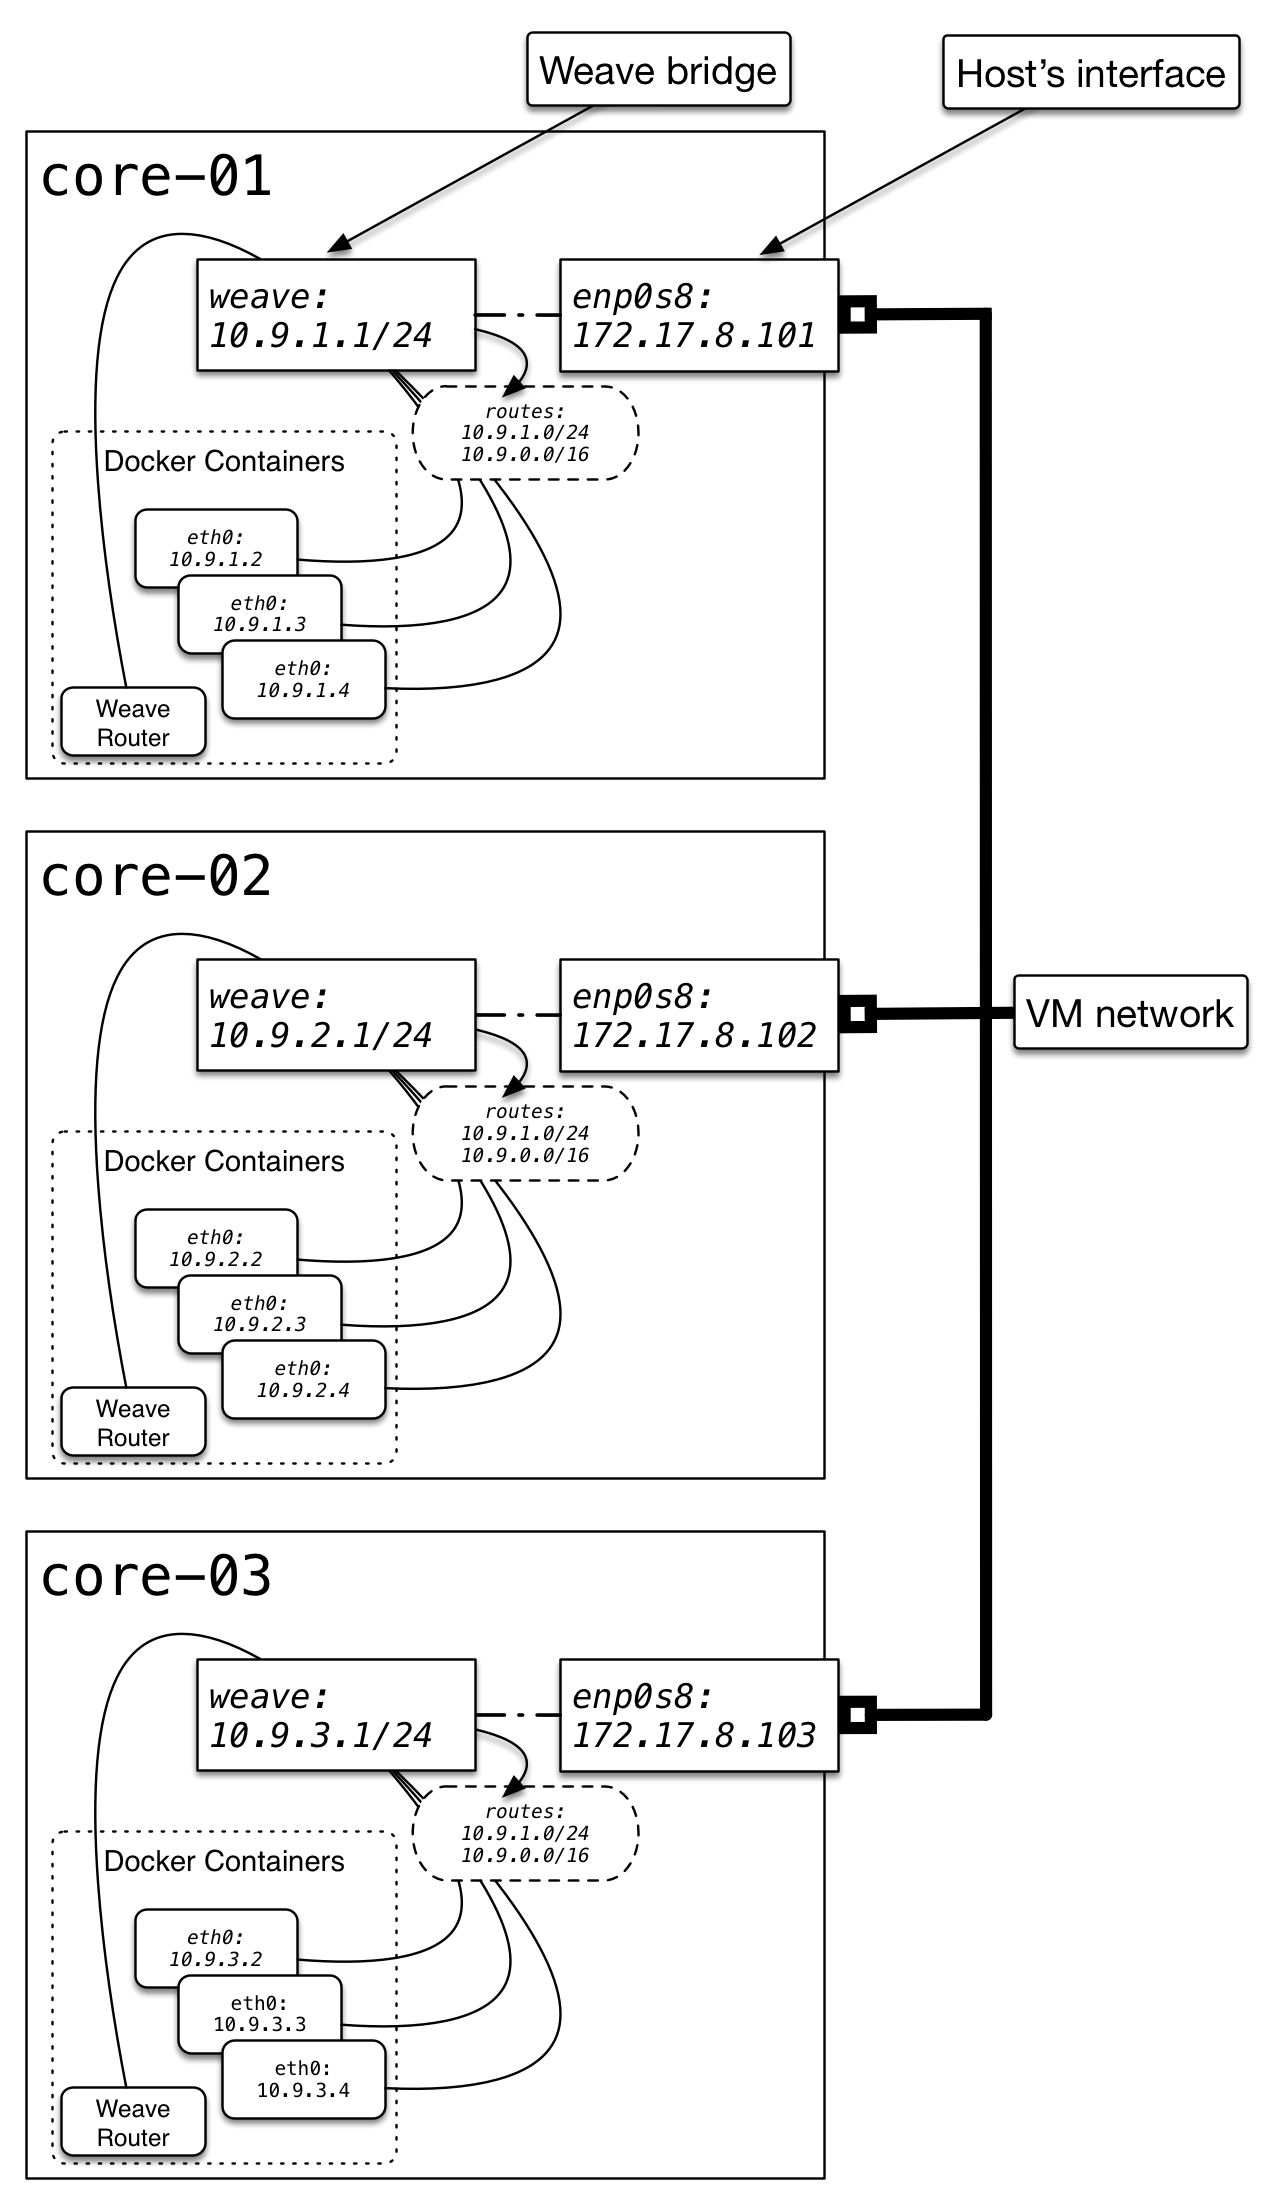 Weave bridge
Host's interface
core-01
weave:
10.9.1.1/24
enp0s8:
172.17.8.101
routes:
10.9.1.0/24
10.9.0.0/16
Docker Containers
eth0:
10.9.1.2
eth0:
10.9.1.3
eth0:
10.9.1.4
Weave
Router
core-02
weave:
10.9.2.1/24
enp0s8:
172.17.8.102
VM network
routes:
10.9.1.0/24
10.9.0.0/16
Docker Containers
eth0:
10.9.2.2
eth0:
10.9.2.3
eth0:
10.9.2.4
Weave
Router
core-03
weave:
10.9.3.1/24
enp0s8:
172.17.8.103
routes:
10.9.1.0/24
10.9.0.0/16
Docker Containers
eth0:
10.9.3.2
eth0:
10.9.3.3
eth0:
10.9.3.4
Weave
Router